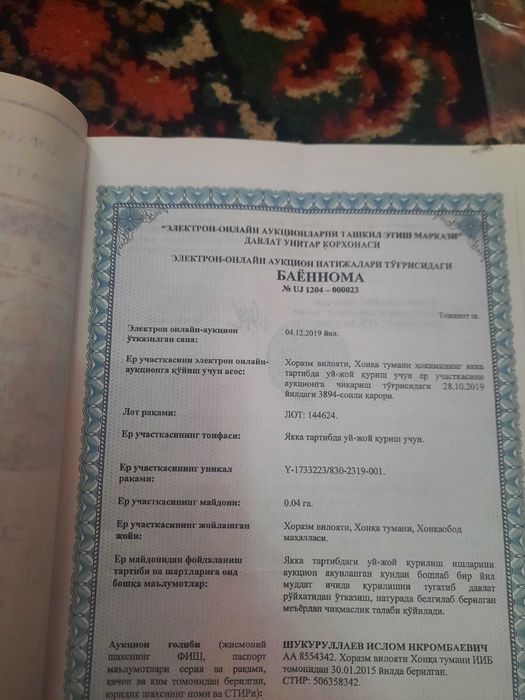 "ЭЛЕКТРОН-ОНЛАЙН АУКЦИОНЛАРНИ ТАШКИЛ ЭТИШ МАРКАЗИ"
ДАВЛАТ УНИТАР КОРХОНАСИ
ЭЛЕКТРОН-ОНЛАЙН АУКЦИОН НАТИЖАЛАРИ ТЎҒРИСИДАГИ
БАЁННОМА
№ UJ 1204 – 000023
Тошкент ш.
Электрон онлайн-аукцион
ўтказилган сана:
04.12.2019 йил.
Ер участкасини электрон онлайн-
аукционга қўйиш учун асос:
Хоразм вилояти, Хонқа тумани ҳокимининг якка
тартибда уй-жой қуриш учун ер участкасини
аукционга чиқариш тўғрисидаги 28.10.2019
йилдаги 3894-сонли қарори.
Лот рақами:
ЛОТ: 144624.
Ер участкасининг тоифаси:
Якка тартибда уй-жой қуриш учун.
Ер участкасининг уникал
рақами:
Y-1733223/830-2319-001.
Ер участкасининг майдони:
0.04 га.
Ер участкасининг жойлашган
жойи:
Хоразм вилояти, Хонқа тумани, Хонқаобод
маҳалласи.
Ер майдонидан фойдаланиш
тартиби ва шартларига оид
бошқа маълумотлар:
Якка тартибдаги уй-жой қурилиш ишларини
аукцион якунланган кундан бошлаб бир йил
муддат ичида қурилишни тугатиб давлат
рўйхатидан ўтказиш, натурада белгилаб берилган
меъёрдан чиқмаслик талаби қўйилади.
Аукцион ғолиби (жисмоний
шахснинг ФИШ, паспорт
маълумотлари серия ва рақами,
қачон ва ким томонидан берилган,
юридик шахснинг номи ва СТИРи):
ШУКУРУЛЛАЕВ ИСЛОМ ИКРОМБАЕВИЧ
АА 8554342. Хоразм вилояти Хонқа тумани ИИБ
томонидан 30.01.2015 йилда берилган.
СТИР: 506358342.